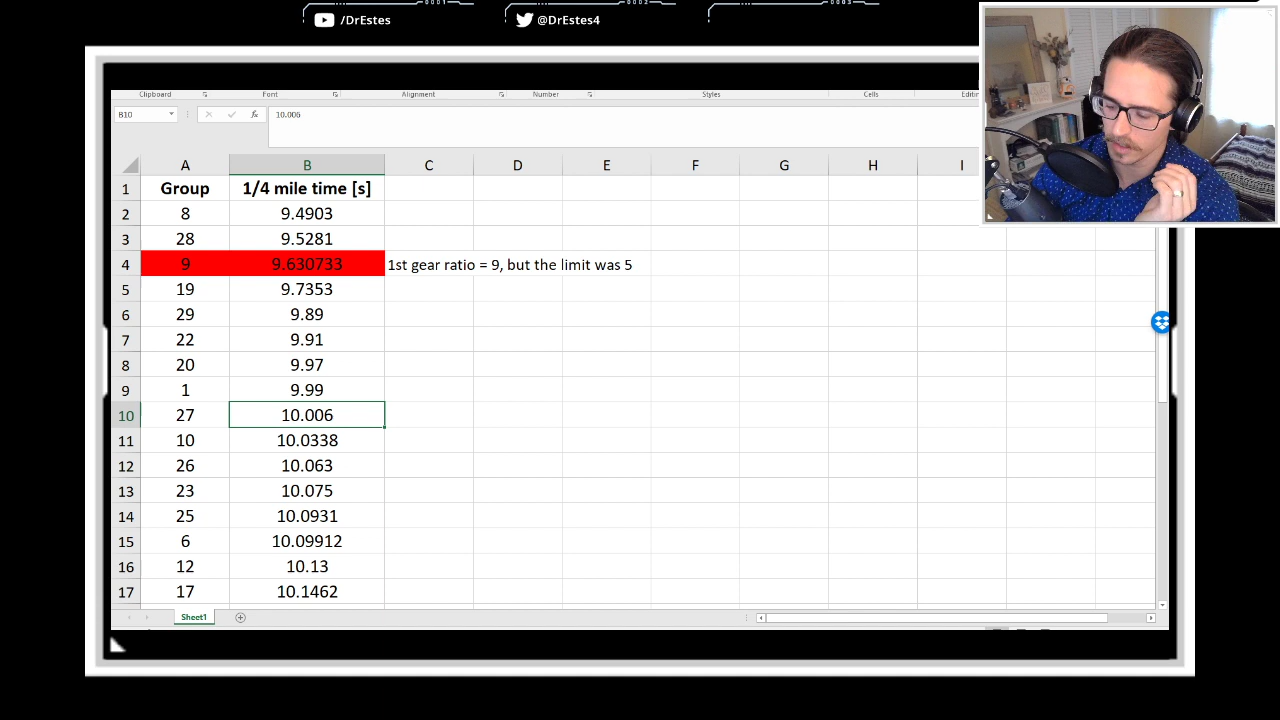 0001
0002
0003
/DrEstes
@DrEstes4
Clipboard
Font
Alignment
Number
Styles
Cells
B10
fx
10.006
A B C D E F G H I
1 Group 1/4 mile time [s]
2 8 9.4903
3 28 9.5281
4 9 9.630733 1st gear ratio = 9, but the limit was 5
5 19 9.7353
6 29 9.89
7 22 9.91
8 20 9.97
9 1 9.99
10 27 10.006
11 10 10.0338
12 26 10.063
13 23 10.075
14 25 10.0931
15 6 10.09912
16 12 10.13
17 17 10.1462
Sheet1